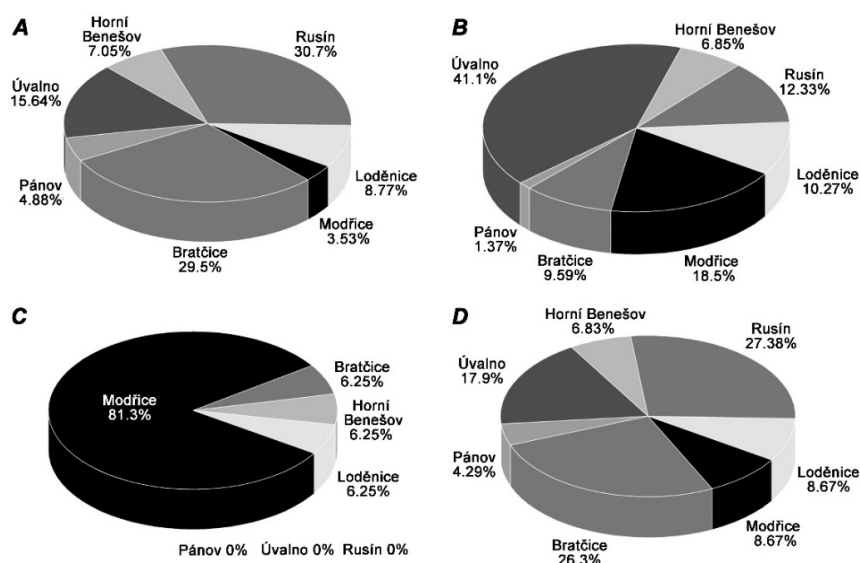 A
Horní
Benešov
7.05%
Rusín
30.7%
Úvalno
15.64%
Loděnice
8.77%
Pánov
4.88%
Modřice
3.53%
Bratčice
29.5%
B
Horní Benešov
6.85%
Úvalno
41.1%
Rusín
12.33%
Loděnice
10.27%
Pánov
1.37%
Bratčice
9.59%
Modřice
18.5%
C
Modřice
81.3%
Bratčice
6.25%
Horní
Benešov
6.25%
Loděnice
6.25%
Pánov 0% Úvalno 0% Rusín 0%
D
Horní Benešov
6.83%
Rusín
27.38%
Úvalno
17.9%
Pánov
4.29%
Loděnice
8.67%
Modřice
8.67%
Bratčice
26.3%